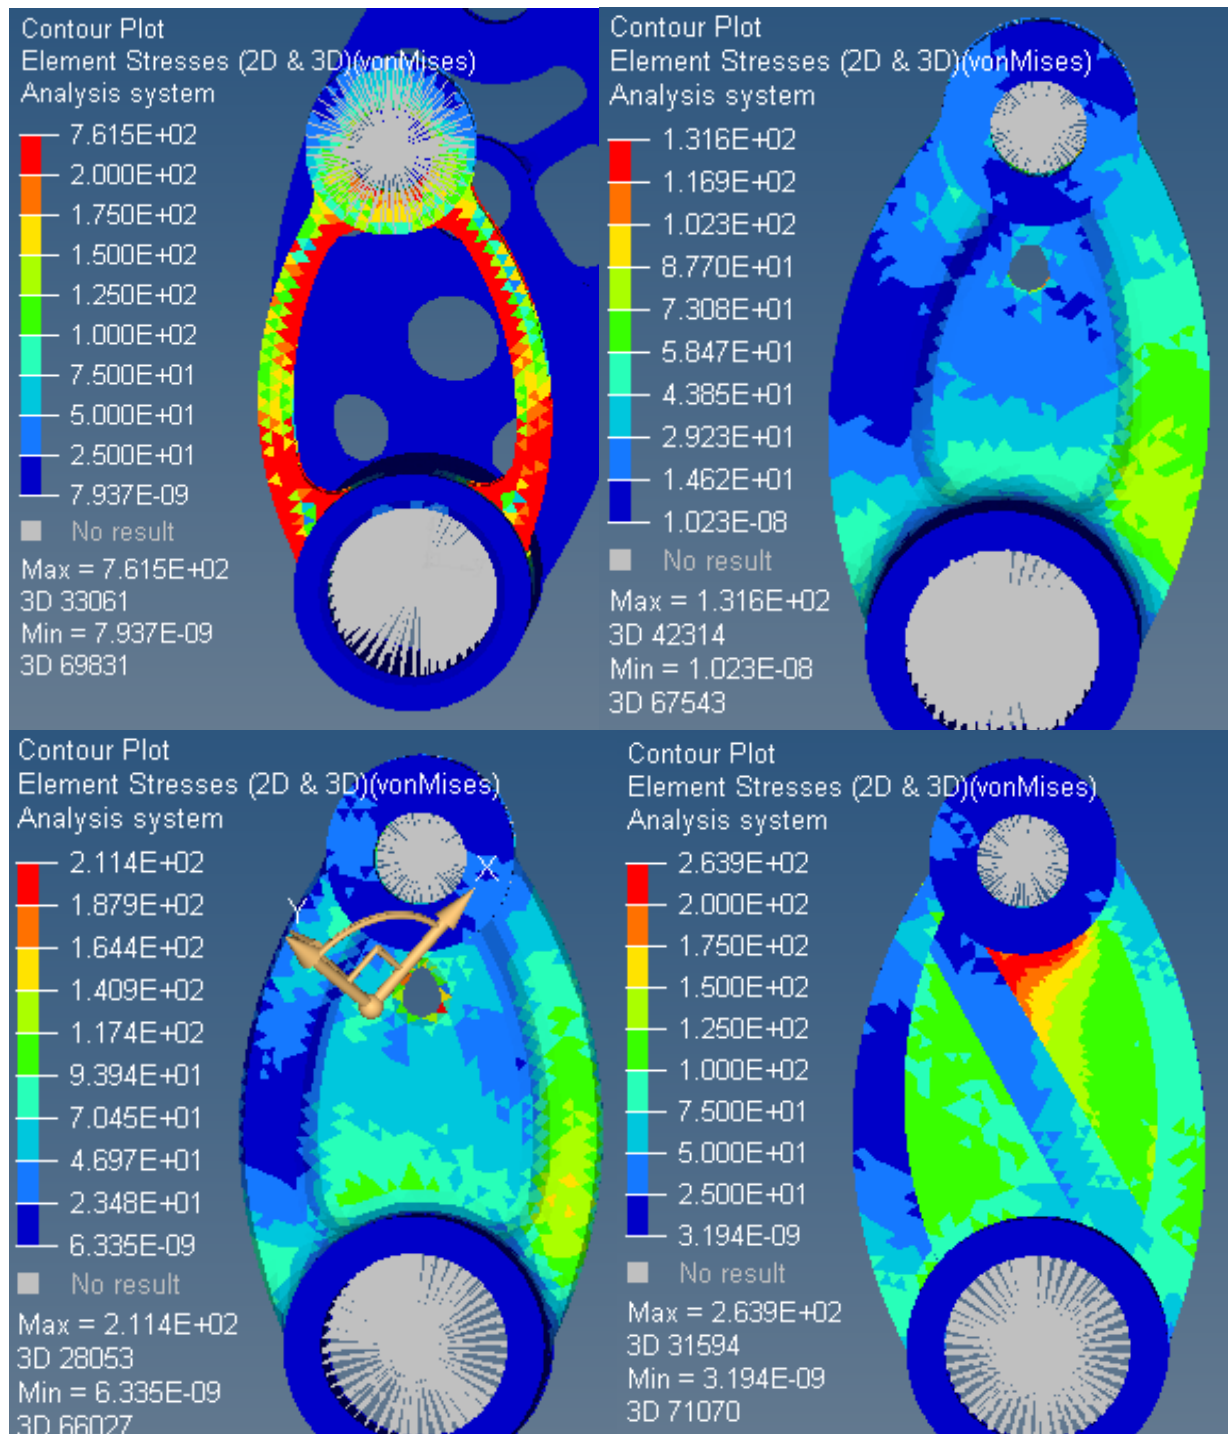 Contour Plot
Element Stresses (2D & 3D)(vonMises)
Analysis system
7.615E+02
2.000E+02
1.750E+02
1.500E+02
1.250E+02
1.000E+02
7.500E+01
5.000E+01
2.500E+01
7.937E-09
No result
Max = 7.615E+02
3D 33061
Min = 7.937E-09
3D 69831
Contour Plot
Element Stresses (2D & 3D)(vonMises)
Analysis system
1.316E+02
1.169E+02
1.023E+02
8.770E+01
7.308E+01
5.847E+01
4.385E+01
2.923E+01
1.462E+01
1.023E-08
No result
Max = 1.316E+02
3D 42314
Min = 1.023E-08
3D 67543
Contour Plot
Element Stresses (2D & 3D)(vonMises)
Analysis system
2.114E+02
1.879E+02
1.644E+02
1.409E+02
1.174E+02
9.394E+01
7.045E+01
4.697E+01
2.348E+01
6.335E-09
No result
Max = 2.114E+02
3D 28053
Min = 6.335E-09
3D 66027
X
Y
Contour Plot
Element Stresses (2D & 3D)(vonMises)
Analysis system
2.639E+02
2.000E+02
1.750E+02
1.500E+02
1.250E+02
1.000E+02
7.500E+01
5.000E+01
2.500E+01
3.194E-09
No result
Max = 2.639E+02
3D 31594
Min = 3.194E-09
3D 71070